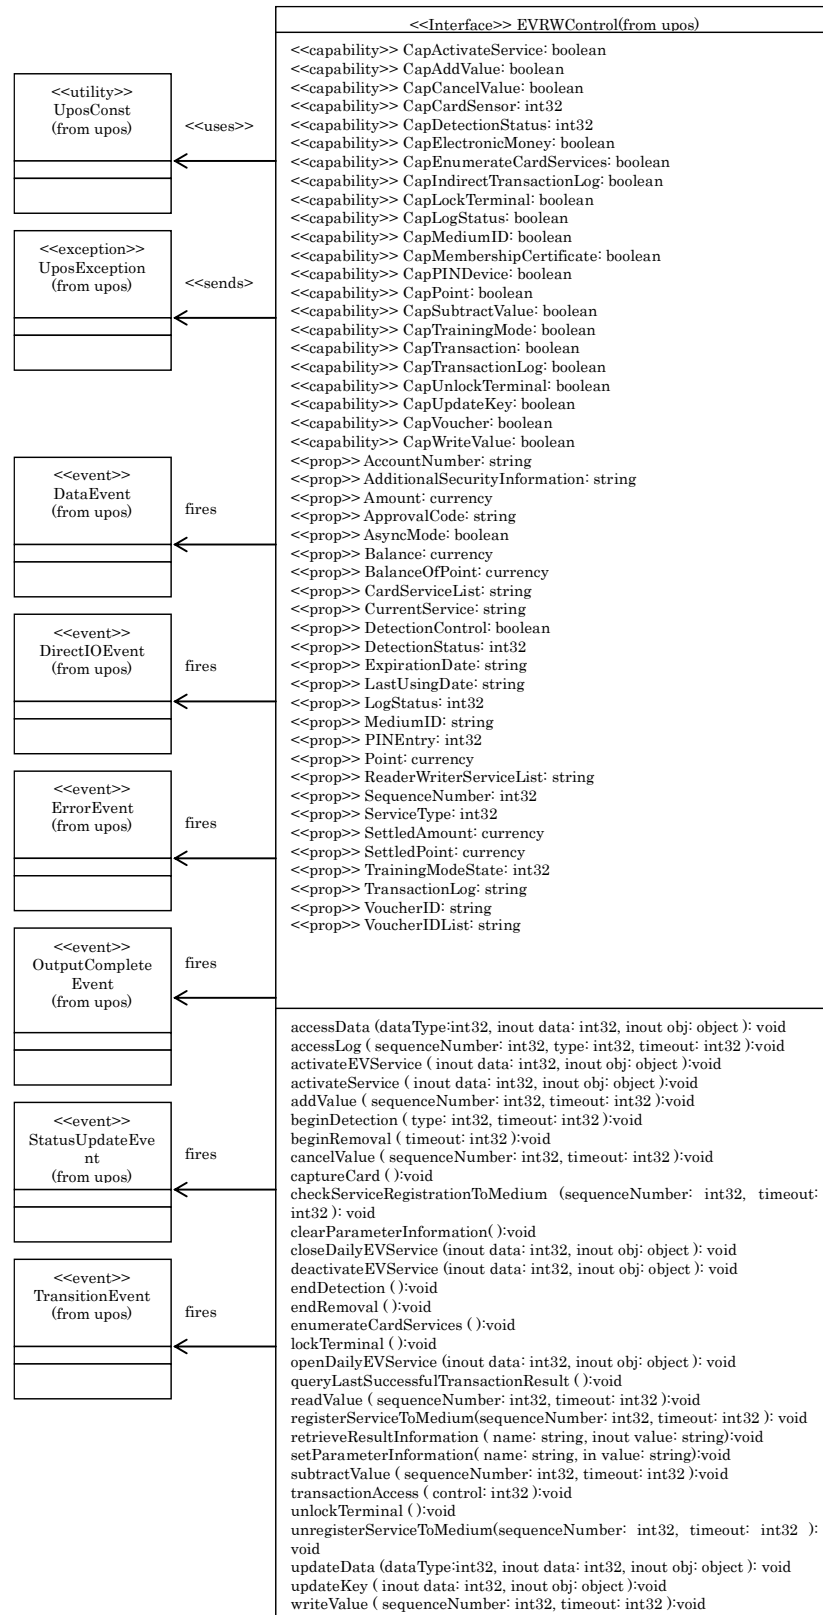 <<Interface>> EVRWControl(from upos)
<<capability>> CapActivateService: boolean
<<capability>> CapAddValue: boolean
<<capability>> CapCancelValue: boolean
<<capability>> CapCardSensor: int32
<<capability>> CapDetectionStatus: int32
<<capability>> CapElectronicMoney: boolean
<<capability>> CapEnumerateCardServices: boolean
<<capability>> CapIndirectTransactionLog: boolean
<<capability>> CapLockTerminal: boolean
<<capability>> CapLogStatus: boolean
<<capability>> CapMediumID: boolean
<<capability>> CapMembershipCertificate: boolean
<<capability>> CapPINDevice: boolean
<<capability>> CapPoint: boolean
<<capability>> CapSubtractValue: boolean
<<capability>> CapTrainingMode: boolean
<<capability>> CapTransaction: boolean
<<capability>> CapTransactionLog: boolean
<<capability>> CapUnlockTerminal: boolean
<<capability>> CapUpdateKey: boolean
<<capability>> CapVoucher: boolean
<<capability>> CapWriteValue: boolean
<<prop>> AccountNumber: string
<<prop>> AdditionalSecurityInformation: string
<<prop>> Amount: currency
<<prop>> ApprovalCode: string
<<prop>> AsyncMode: boolean
<<prop>> Balance: currency
<<prop>> BalanceOfPoint: currency
<<prop>> CardServiceList: string
<<prop>> CurrentService: string
<<prop>> DetectionControl: boolean
<<prop>> DetectionStatus: int32
<<prop>> ExpirationDate: string
<<prop>> LastUsingDate: string
<<prop>> LogStatus: int32
<<prop>> MediumID: string
<<prop>> PINEntry: int32
<<prop>> Point: currency
<<prop>> ReaderWriterServiceList: string
<<prop>> SequenceNumber: int32
<<prop>> ServiceType: int32
<<prop>> SettledAmount: currency
<<prop>> SettledPoint: currency
<<prop>> TrainingModeState: int32
<<prop>> TransactionLog: string
<<prop>> VoucherID: string
<<prop>> VoucherIDList: string
accessData (dataType:int32, inout data: int32, inout obj: object ): void
accessLog ( sequenceNumber: int32, type: int32, timeout: int32 ):void
activateEVService ( inout data: int32, inout obj: object ):void
activateService ( inout data: int32, inout obj: object ):void
addValue ( sequenceNumber: int32, timeout: int32 ):void
beginDetection ( type: int32, timeout: int32 ):void
beginRemoval ( timeout: int32 ):void
cancelValue ( sequenceNumber: int32, timeout: int32 ):void
captureCard ( ):void
checkServiceRegistrationToMedium (sequenceNumber: int32, timeout:
int32 ): void
clearParameterInformation( ):void
closeDailyEVService (inout data: int32, inout obj: object ): void
deactivateEVService (inout data: int32, inout obj: object ): void
endDetection ( ):void
endRemoval ( ):void
enumerateCardServices ( ):void
lockTerminal ( ):void
openDailyEVService (inout data: int32, inout obj: object ): void
queryLastSuccessfulTransactionResult ( ):void
readValue ( sequenceNumber: int32, timeout: int32 ):void
registerServiceToMedium(sequenceNumber: int32, timeout: int32 ): void
retrieveResultInformation ( name: string, inout value: string):void
setParameterInformation( name: string, in value: string):void
subtractValue ( sequenceNumber: int32, timeout: int32 ):void
transactionAccess ( control: int32 ):void
unlockTerminal ( ):void
unregisterServiceToMedium(sequenceNumber: int32, timeout: int32 ):
void
updateData (dataType:int32, inout data: int32, inout obj: object ): void
updateKey ( inout data: int32, inout obj: object ):void
writeValue ( sequenceNumber: int32, timeout: int32 ):void
<<utility>>
UposConst
(from upos)
<<uses>>
<<exception>>
UposException
(from upos)
<<sends>
<<event>>
DataEvent
(from upos)
fires
<<event>>
DirectIOEvent
(from upos)
fires
<<event>>
ErrorEvent
(from upos)
fires
<<event>>
OutputComplete
Event
(from upos)
fires
<<event>>
StatusUpdateEve
nt
(from upos)
fires
<<event>>
TransitionEvent
(from upos)
fires